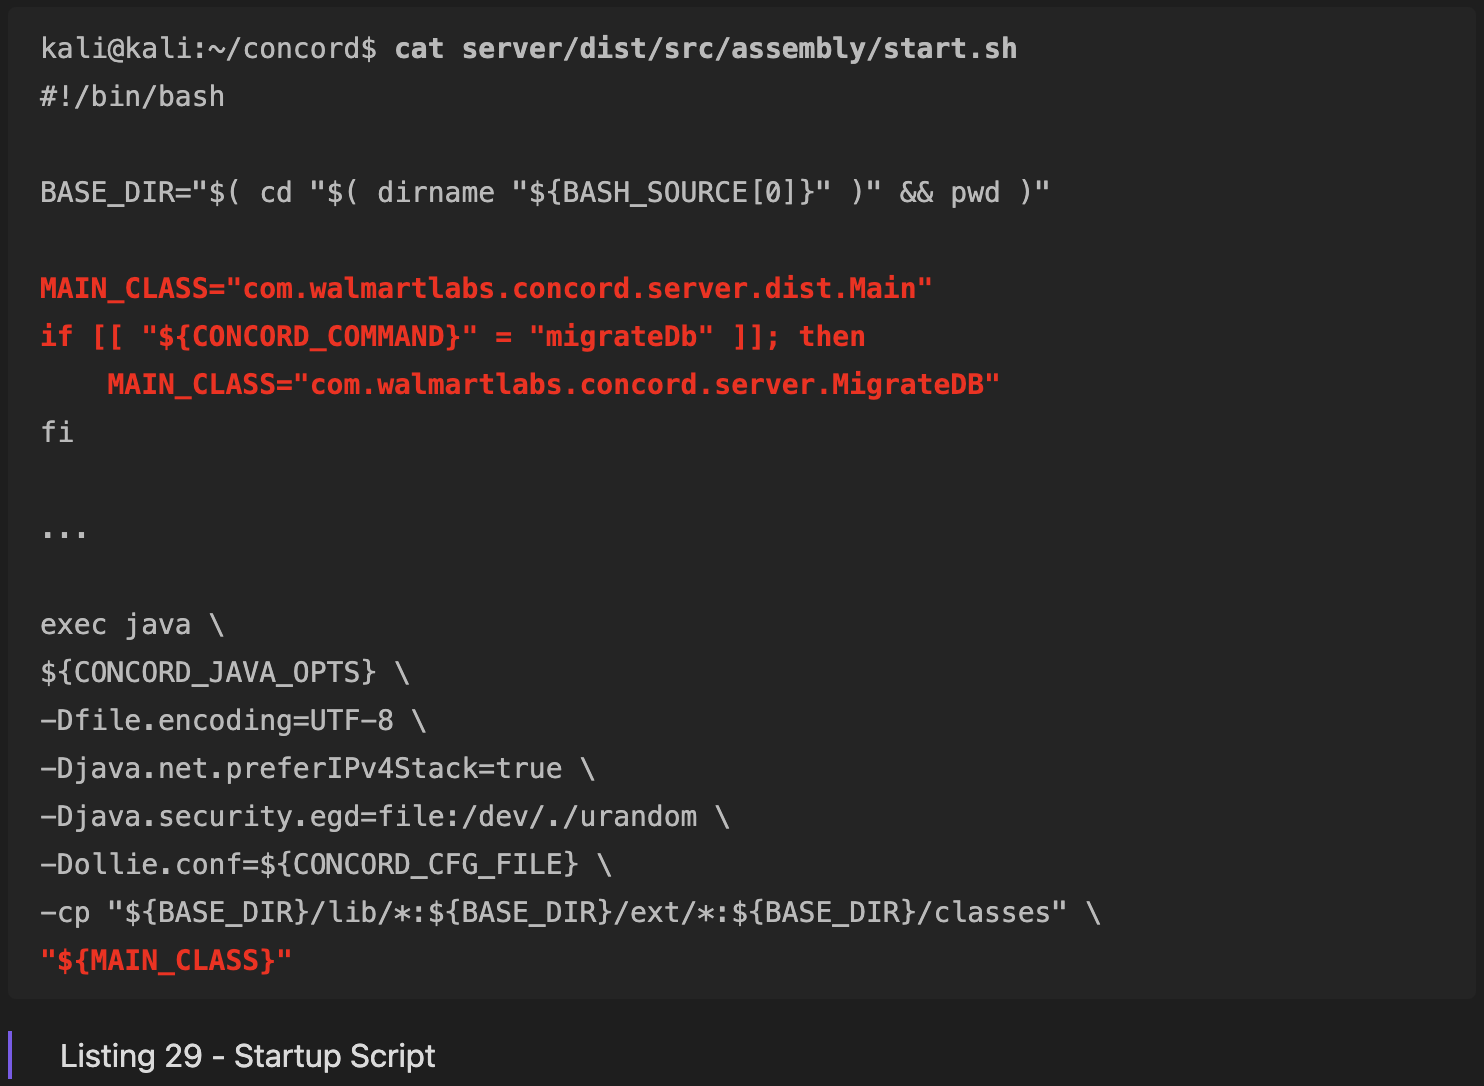 kali@kali:~/concord$ cat server/dist/src/assembly/start.sh
#!/bin/bash
BASE_DIR="$( cd "$( dirname "${BASH_SOURCE[0]}" )" && pwd )"
MAIN_CLASS="com.walmartlabs.concord.server.dist.Main"
if [[ "${CONCORD_COMMAND}" = "migrateDb" ]]; then
    MAIN_CLASS="com.walmartlabs.concord.server.MigrateDB"
fi
...
exec java \
${CONCORD_JAVA_OPTS} \
-Dfile.encoding=UTF-8 \
-Djava.net.preferIPv4Stack=true \
-Djava.security.egd=file:/dev/./urandom \
-Dollie.conf=${CONCORD_CFG_FILE} \
-cp "${BASE_DIR}/lib/*:${BASE_DIR}/ext/*:${BASE_DIR}/classes" \
"${MAIN_CLASS}"
Listing 29 - Startup Script